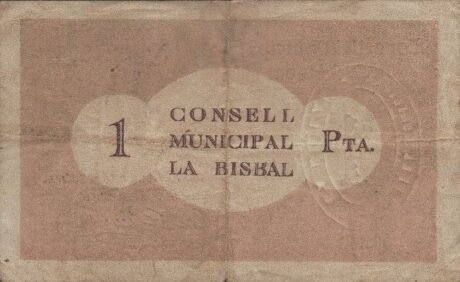 CONSELL
1 MUNICIPAL PTA.
LA BISBAL